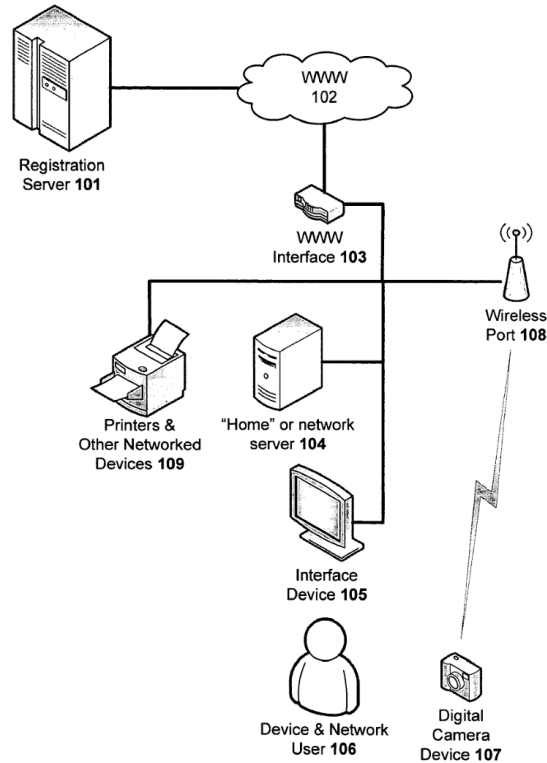 WWW
102
Registration
Server 101
WWW
Interface 103
Wireless
Port 108
Printers &
Other Networked
Devices 109
"Home" or network
server 104
Interface
Device 105
Device & Network
User 106
Digital
Camera
Device 107